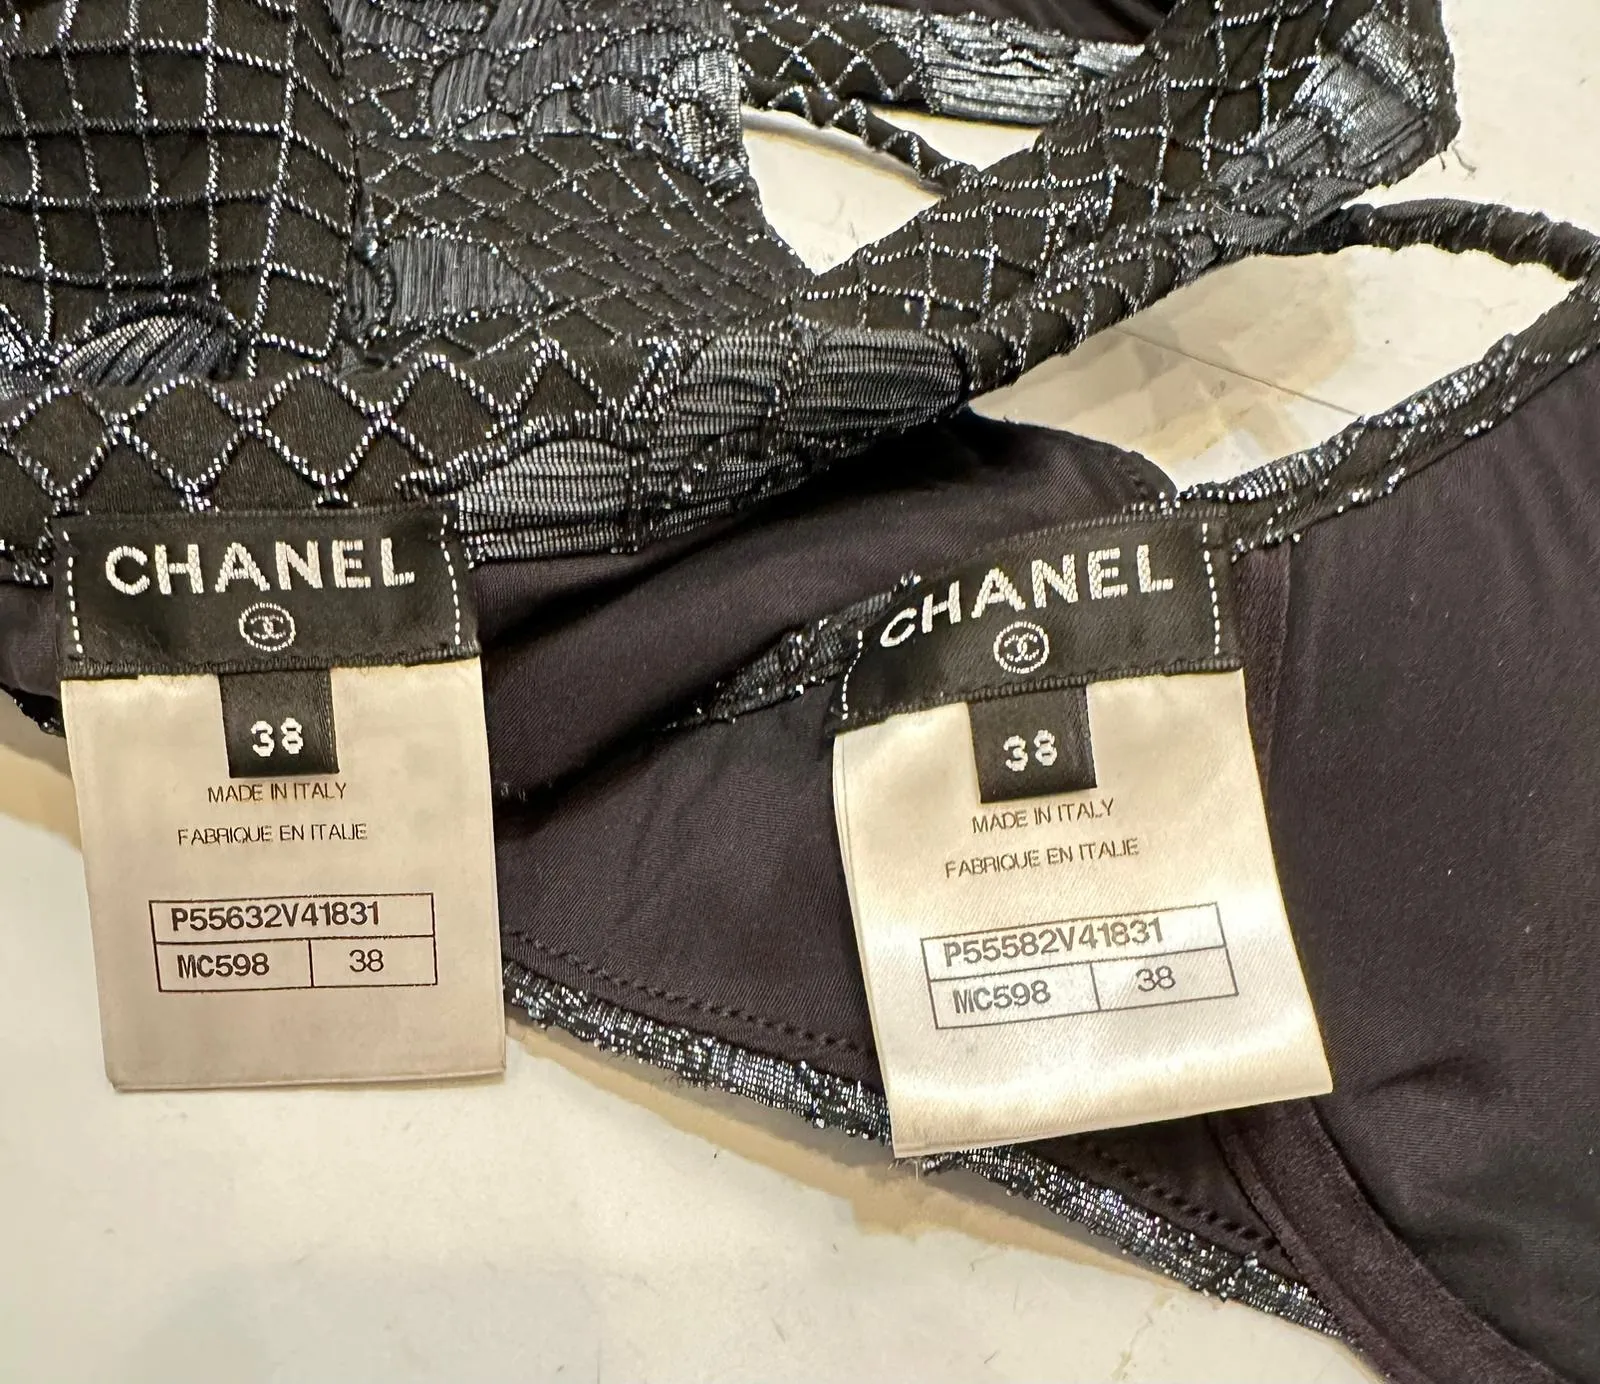 CHANEL
38
MADE IN ITALY
FABRIQUE EN ITALIE
P55632V41831
MC598 38
CHANEL
38
MADE IN ITALY
FABRIQUE EN ITALIE
P55582V41831
MC598 38